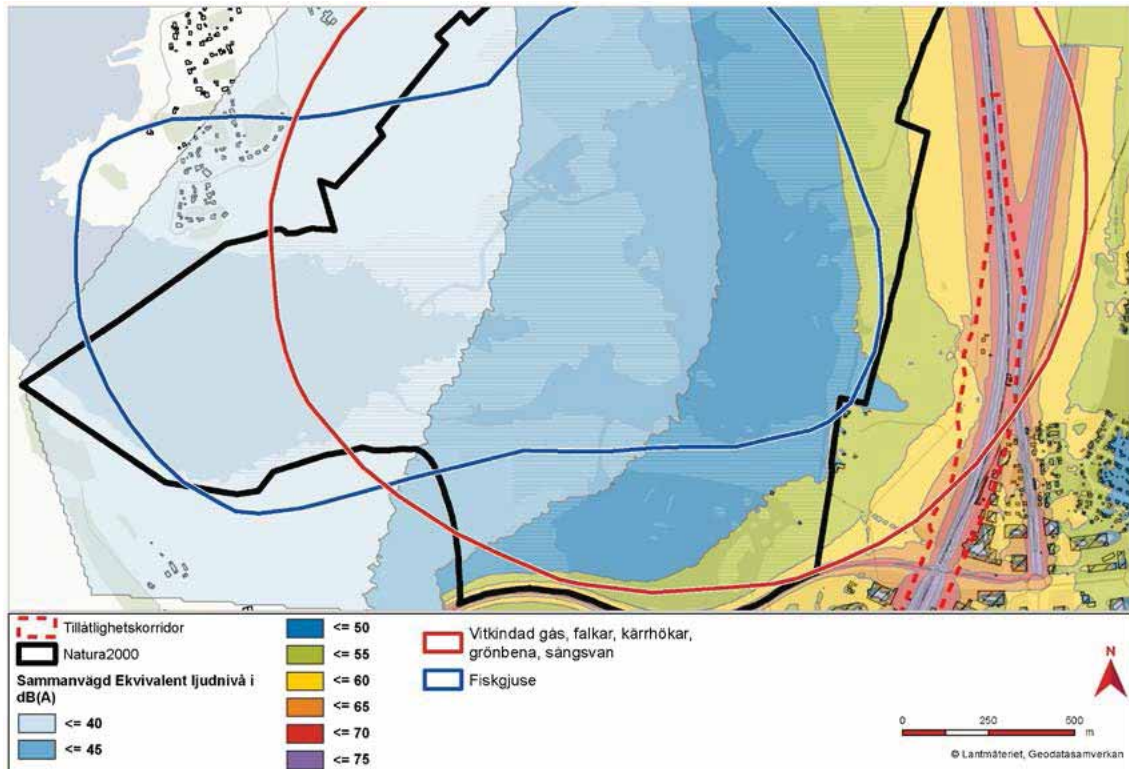 Tillåtlighetskorridor
Natura2000
Sammanvägd Ekvivalent ljudnivå i
dB(A)
<= 40
<= 45
<= 50
<= 55
<= 60
<= 65
<= 70
<= 75
Vitkindad gås, falkar, kärrhökar,
grönbena, sångsvan
Fiskgjuse
N
0 250 500
m
© Lantmäteriet, Geodatasamverkan